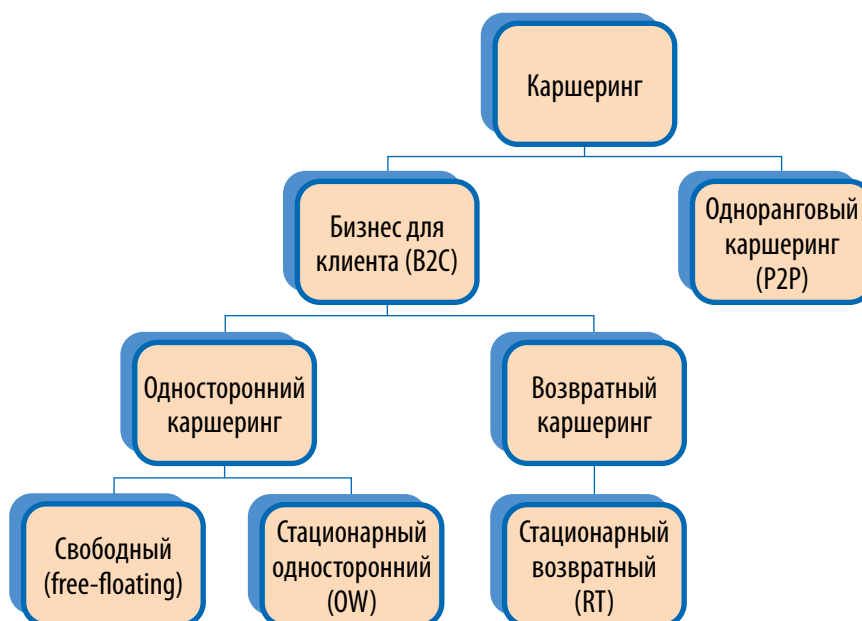 Каршеринг
Бизнес для
клиента (B2C)
Одноранговый
каршеринг
(P2P)
Односторонний
каршеринг
Возвратный
каршеринг
Свободный
(free-floating)
Стационарный
односторонний
(OW)
Стационарный
возвратный
(RT)